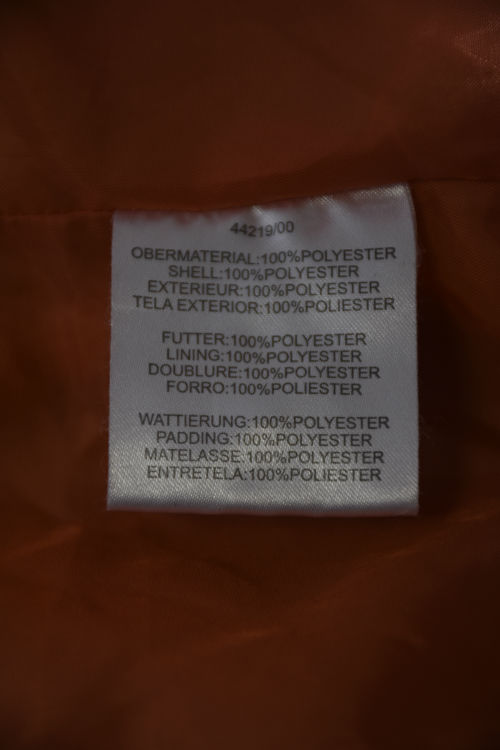 44219/00
OBERMATERIAL:100%POLYESTER
SHELL:100%POLYESTER
EXTERIEUR:100%POLYESTER
TELA EXTERIOR:100%POLIESTER
FUTTER:100%POLYESTER
LINING:100%POLYESTER
DOUBLURE:100%POLYESTER
FORRO:100%POLIESTER
WATTIERUNG:100%POLYESTER
PADDING:100%POLYESTER
MATELASSE:100%POLYESTER
ENTRETELA:100%POLIESTER